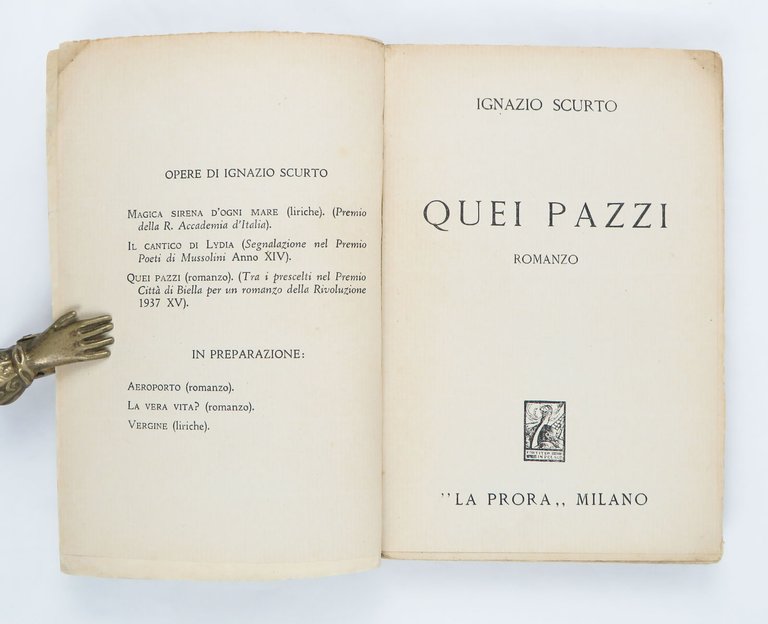 OPERE DI IGNAZIO SCURTO
MAGICA SIRENA D'OGNI MARE (liriche). (Premio
della R. Accademia d'Italia).
IL CANTICO DI LYDIA (Segnalazione nel Premio
Poeti di Mussolini Anno XIV).
QUEI PAZZI (romanzo). (Tra i prescelti nel Premio
Città di Biella per un romanzo della Rivoluzione
1937 XV).
IN PREPARAZIONE:
AEROPORTO (romanzo).
LA VERA VITA? (romanzo).
VERGINE (liriche).
IGNAZIO SCURTO
QUEI PAZZI
ROMANZO
''LA PRORA,, MILANO